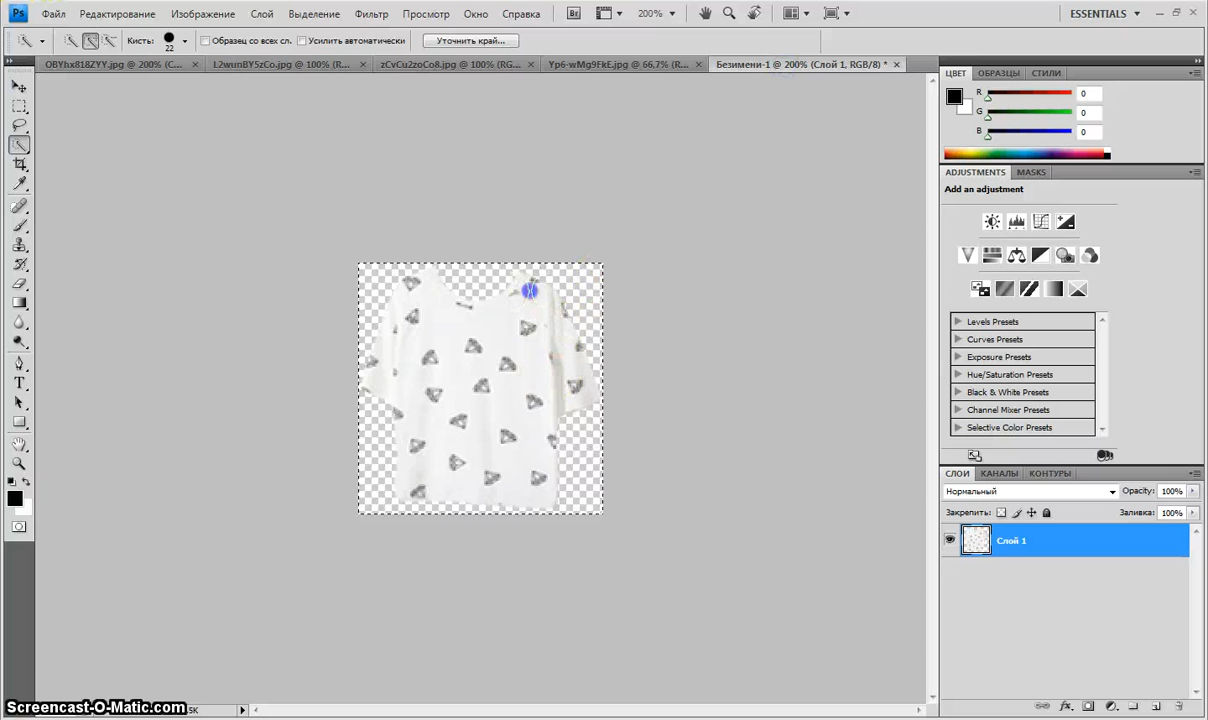 Ps Файл Редактирование Изображение Слой Выделение Фильтр Просмотр Окно Справка Br 200% ESSENTIALS
Кисть: 22 Образец со всех сл. Усилить автоматически Уточнить край...
OBYhx818ZYY.jpg @ 200% (C... L2wunBY5zCo.jpg @ 100% (R... zCvCu2zoCo8.jpg @ 100% (RG... Yp6-wMg9FkE.jpg @ 66,7% (R... Безимени-1 @ 200% (Слой 1, RGB/8) *
ЦВЕТ ОБРАЗЦЫ СТИЛИ
R 0
G 0
B 0
ADJUSTMENTS MASKS
Add an adjustment
Levels Presets
Curves Presets
Exposure Presets
Hue/Saturation Presets
Black & White Presets
Channel Mixer Presets
Selective Color Presets
СЛОИ КАНАЛЫ КОНТУРЫ
Нормальный Opacity: 100%
Закрепить: Заливка: 100%
Слой 1
Screencast-O-Matic.com